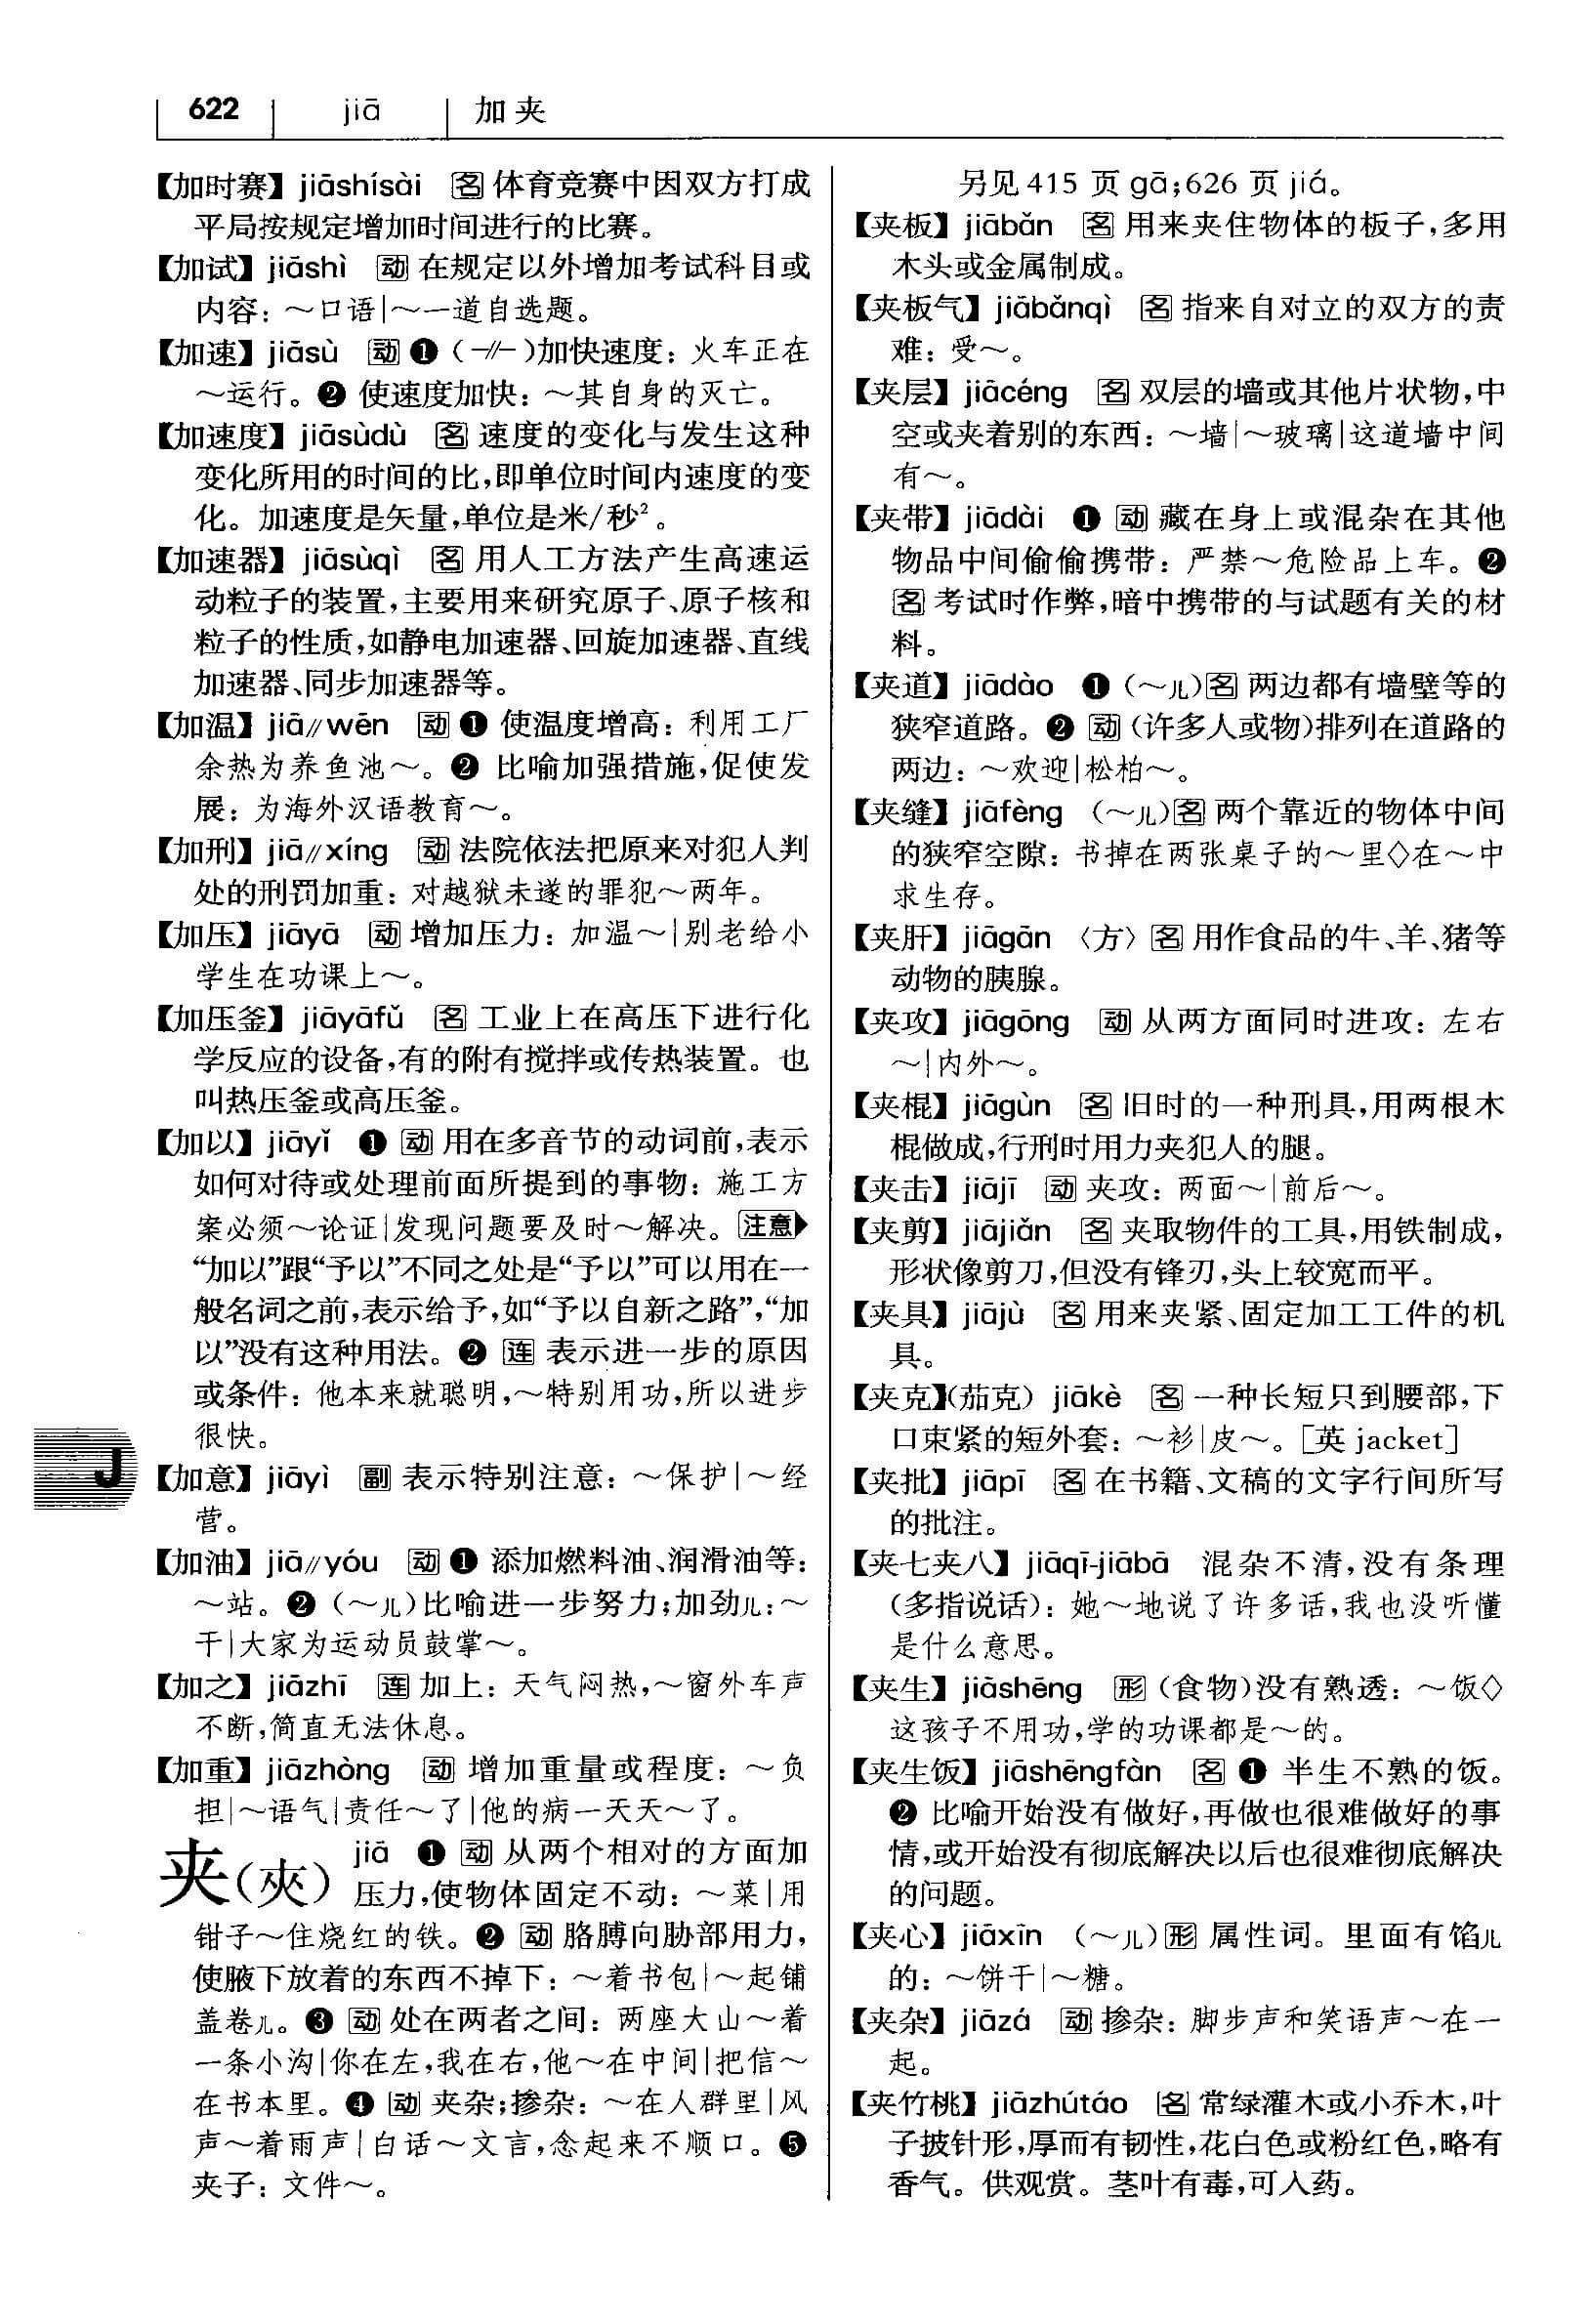 622 jiā 加夹
【加时赛】jiāshísài 名 体育竞赛中因双方打成
平局按规定增加时间进行的比赛。
【加试】jiāshì 动 在规定以外增加考试科目或
内容：～口语|～一道自选题。
【加速】jiāsù 动 ❶（-//-）加快速度：火车正在
～运行。❷ 使速度加快：～其自身的灭亡。
【加速度】jiāsùdù 名 速度的变化与发生这种
变化所用的时间的比，即单位时间内速度的变
化。加速度是矢量，单位是米/秒²。
【加速器】jiāsùqì 名 用人工方法产生高速运
动粒子的装置，主要用来研究原子、原子核和
粒子的性质，如静电加速器、回旋加速器、直线
加速器、同步加速器等。
【加温】jiā//wēn 动 ❶ 使温度增高：利用工厂
余热为养鱼池～。❷ 比喻加强措施，促使发
展：为海外汉语教育～。
【加刑】jiā//xíng 动 法院依法把原来对犯人判
处的刑罚加重：对越狱未遂的罪犯～两年。
【加压】jiāyā 动 增加压力：加温～|别老给小
学生在功课上～。
【加压釜】jiāyāfǔ 名 工业上在高压下进行化
学反应的设备，有的附有搅拌或传热装置。也
叫热压釜或高压釜。
【加以】jiāyǐ ❶ 动 用在多音节的动词前，表示
如何对待或处理前面所提到的事物：施工方
案必须～论证|发现问题要及时～解决。注意
“加以”跟“予以”不同之处是“予以”可以用在一
般名词之前，表示给予，如“予以自新之路”，“加
以”没有这种用法。❷ 连 表示进一步的原因
或条件：他本来就聪明，～特别用功，所以进步
很快。
J
【加意】jiāyì 副 表示特别注意：～保护|～经
营。
【加油】jiā//yóu 动 ❶ 添加燃料油、润滑油等：
～站。❷（～儿）比喻进一步努力；加劲儿：～
干|大家为运动员鼓掌～。
【加之】jiāzhī 连 加上：天气闷热，～窗外车声
不断，简直无法休息。
【加重】jiāzhòng 动 增加重量或程度：～负
担|～语气|责任～了|他的病一天天～了。
夹（夾） jiā ❶ 动 从两个相对的方面加
压力，使物体固定不动：～菜|用
钳子～住烧红的铁。❷ 动 胳膊向胁部用力，
使腋下放着的东西不掉下：～着书包|～起铺
盖卷儿。❸ 动 处在两者之间：两座大山～着
一条小沟|你在左，我在右，他～在中间|把信～
在书本里。❹ 动 夹杂；掺杂：～在人群里|风
声～着雨声|白话～文言，念起来不顺口。❺
夹子：文件～。
另见 415 页 gā；626 页 jiá。
【夹板】jiābǎn 名 用来夹住物体的板子，多用
木头或金属制成。
【夹板气】jiābǎnqì 名 指来自对立的双方的责
难：受～。
【夹层】jiācéng 名 双层的墙或其他片状物，中
空或夹着别的东西：～墙|～玻璃|这道墙中间
有～。
【夹带】jiādài ❶ 动 藏在身上或混杂在其他
物品中间偷偷携带：严禁～危险品上车。❷
名 考试时作弊，暗中携带的与试题有关的材
料。
【夹道】jiādào ❶（～儿）名 两边都有墙壁等的
狭窄道路。❷ 动（许多人或物）排列在道路的
两边：～欢迎|松柏～。
【夹缝】jiāfèng （～儿）名 两个靠近的物体中间
的狭窄空隙：书掉在两张桌子的～里◇在～中
求生存。
【夹肝】jiāgān 〈方〉名 用作食品的牛、羊、猪等
动物的胰腺。
【夹攻】jiāgōng 动 从两方面同时进攻：左右
～|内外～。
【夹棍】jiāgùn 名 旧时的一种刑具，用两根木
棍做成，行刑时用力夹犯人的腿。
【夹击】jiājī 动 夹攻：两面～|前后～。
【夹剪】jiājiǎn 名 夹取物件的工具，用铁制成，
形状像剪刀，但没有锋刃，头上较宽而平。
【夹具】jiājù 名 用来夹紧、固定加工工件的机
具。
【夹克】（茄克）jiākè 名 一种长短只到腰部，下
口束紧的短外套：～衫|皮～。［英 jacket］
【夹批】jiāpī 名 在书籍、文稿的文字行间所写
的批注。
【夹七夹八】jiāqī-jiābā 混杂不清，没有条理
（多指说话）：她～地说了许多话，我也没听懂
是什么意思。
【夹生】jiāshēng 形（食物）没有熟透：～饭◇
这孩子不用功，学的功课都是～的。
【夹生饭】jiāshēngfàn 名 ❶ 半生不熟的饭。
❷ 比喻开始没有做好，再做也很难做好的事
情，或开始没有彻底解决以后也很难彻底解决
的问题。
【夹心】jiāxīn （～儿）形 属性词。里面有馅儿
的：～饼干|～糖。
【夹杂】jiāzá 动 掺杂：脚步声和笑语声～在一
起。
【夹竹桃】jiāzhútáo 名 常绿灌木或小乔木，叶
子披针形，厚而有韧性，花白色或粉红色，略有
香气。供观赏。茎叶有毒，可入药。